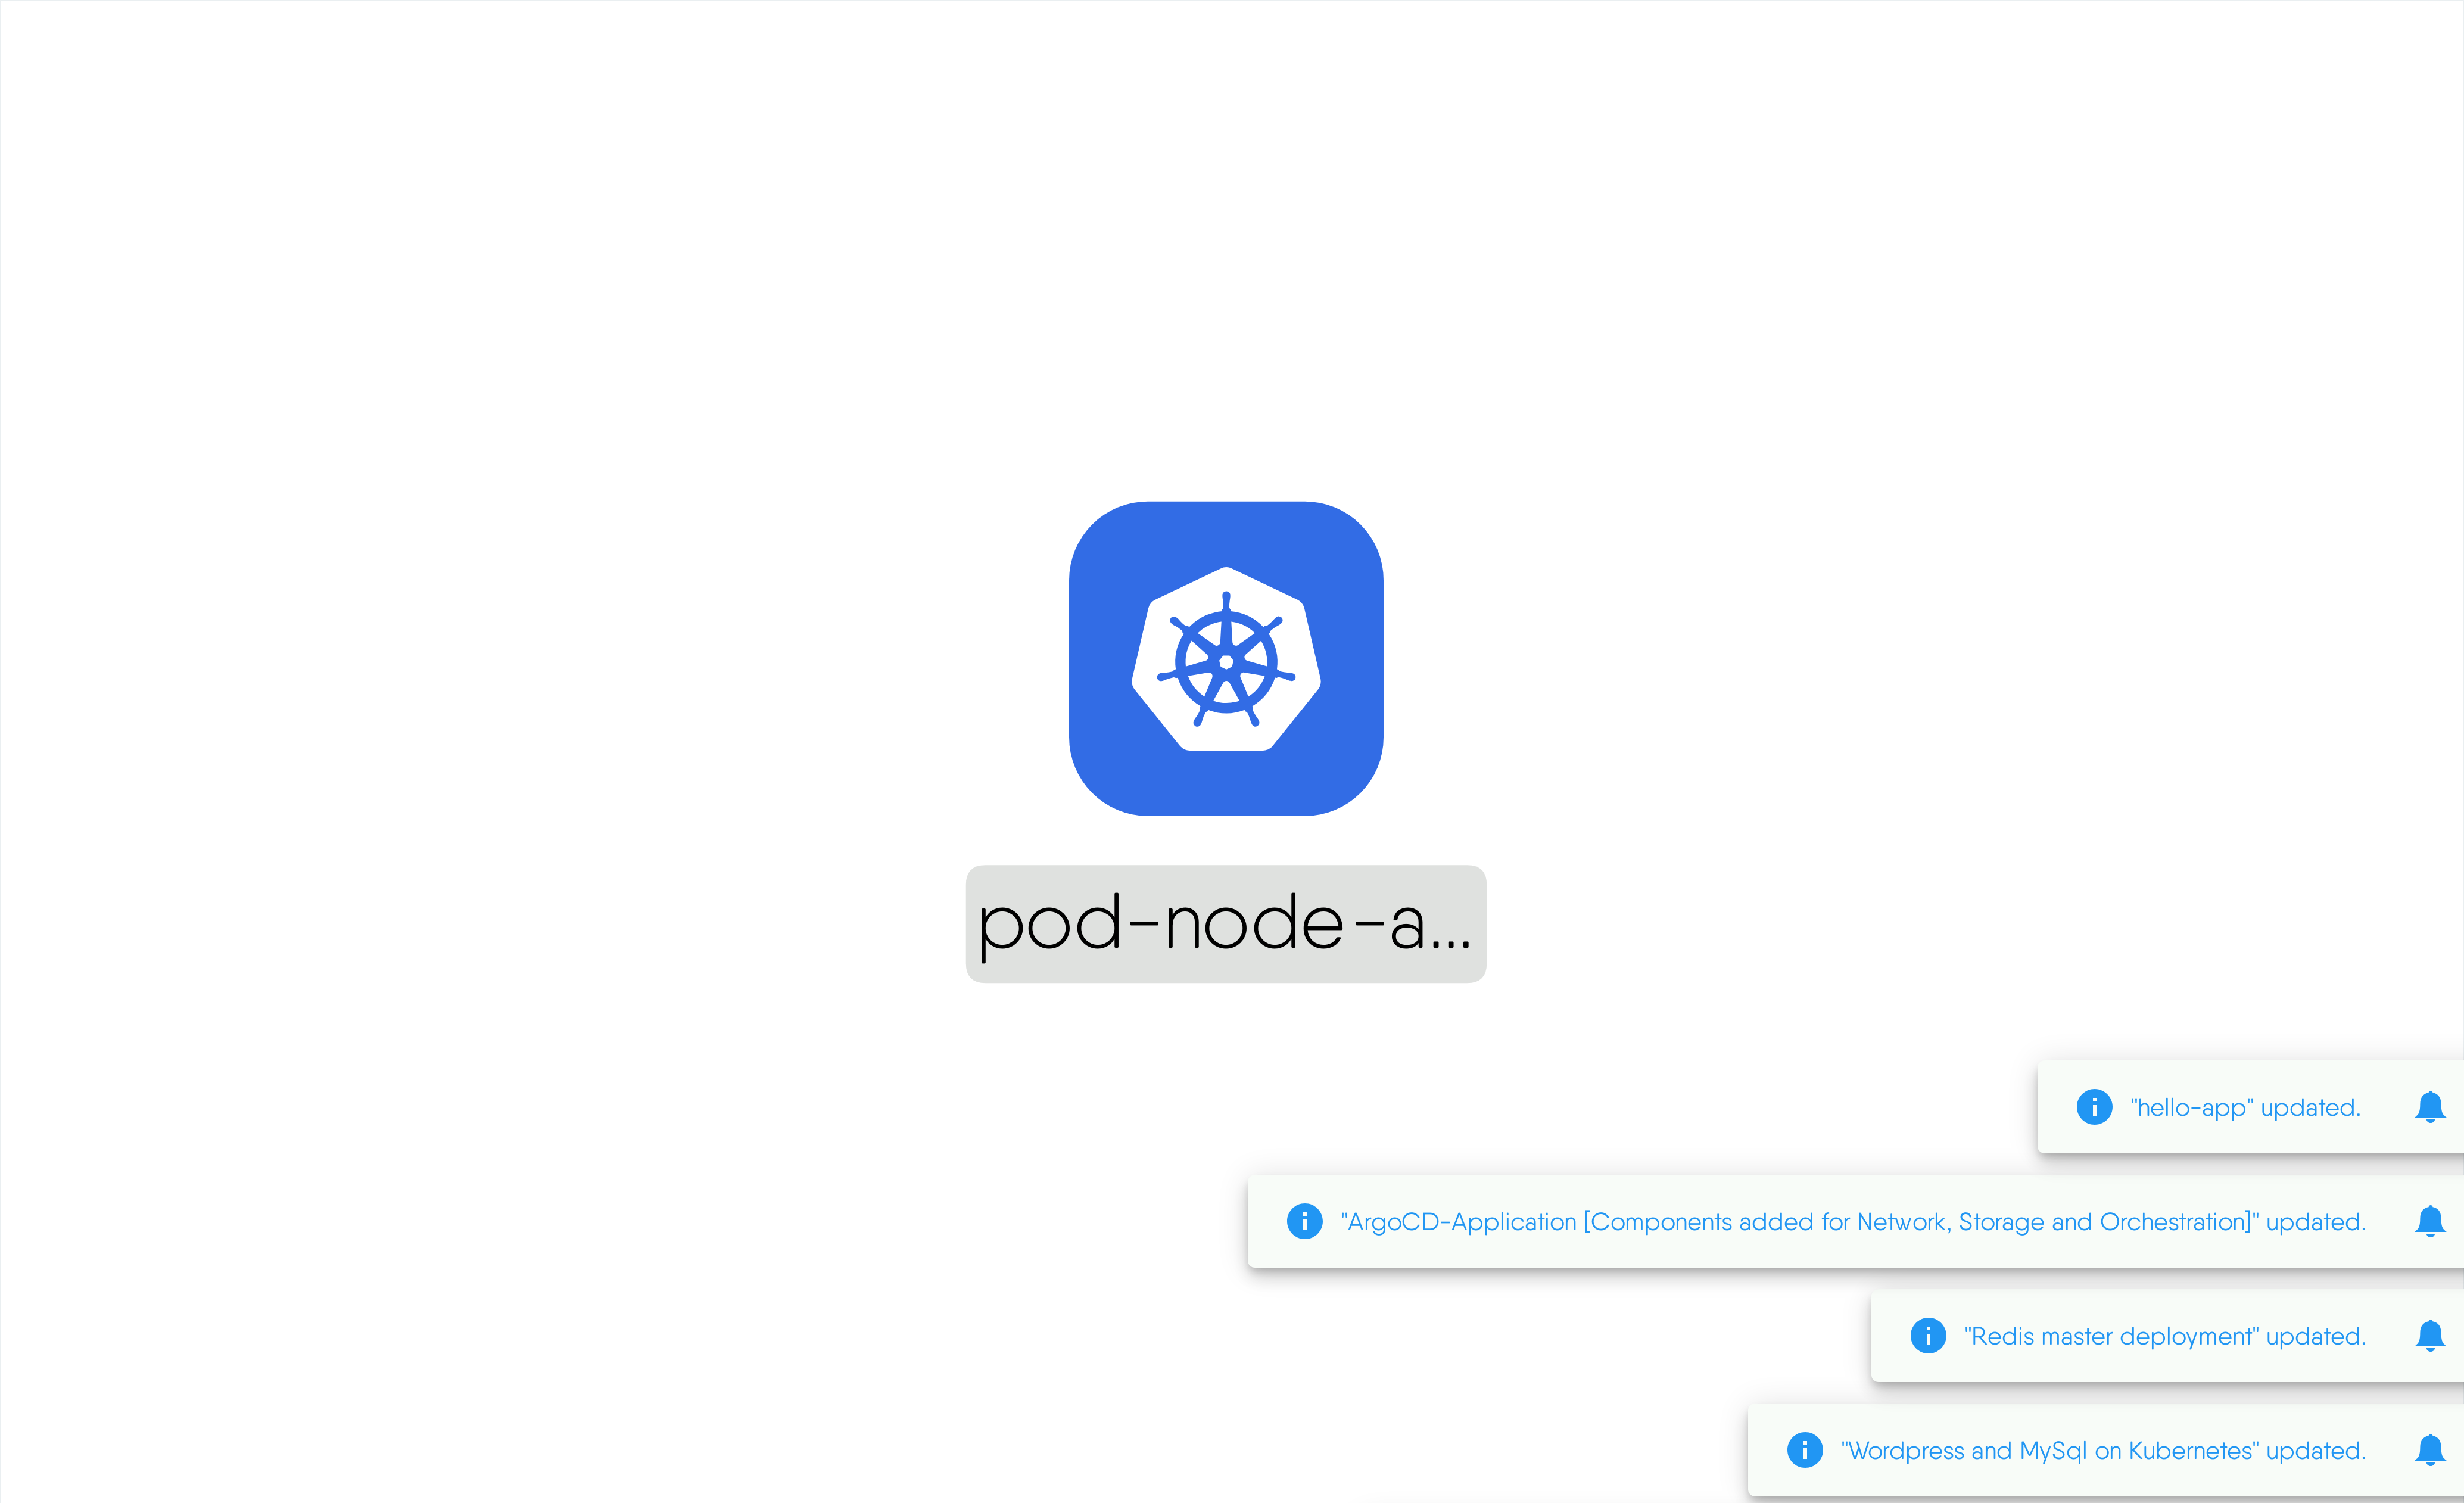 pod-node-a...
"hello-app" updated.
"ArgoCD-Application [Components added for Network, Storage and Orchestration]" updated.
"Redis master deployment" updated.
"Wordpress and MySql on Kubernetes" updated.